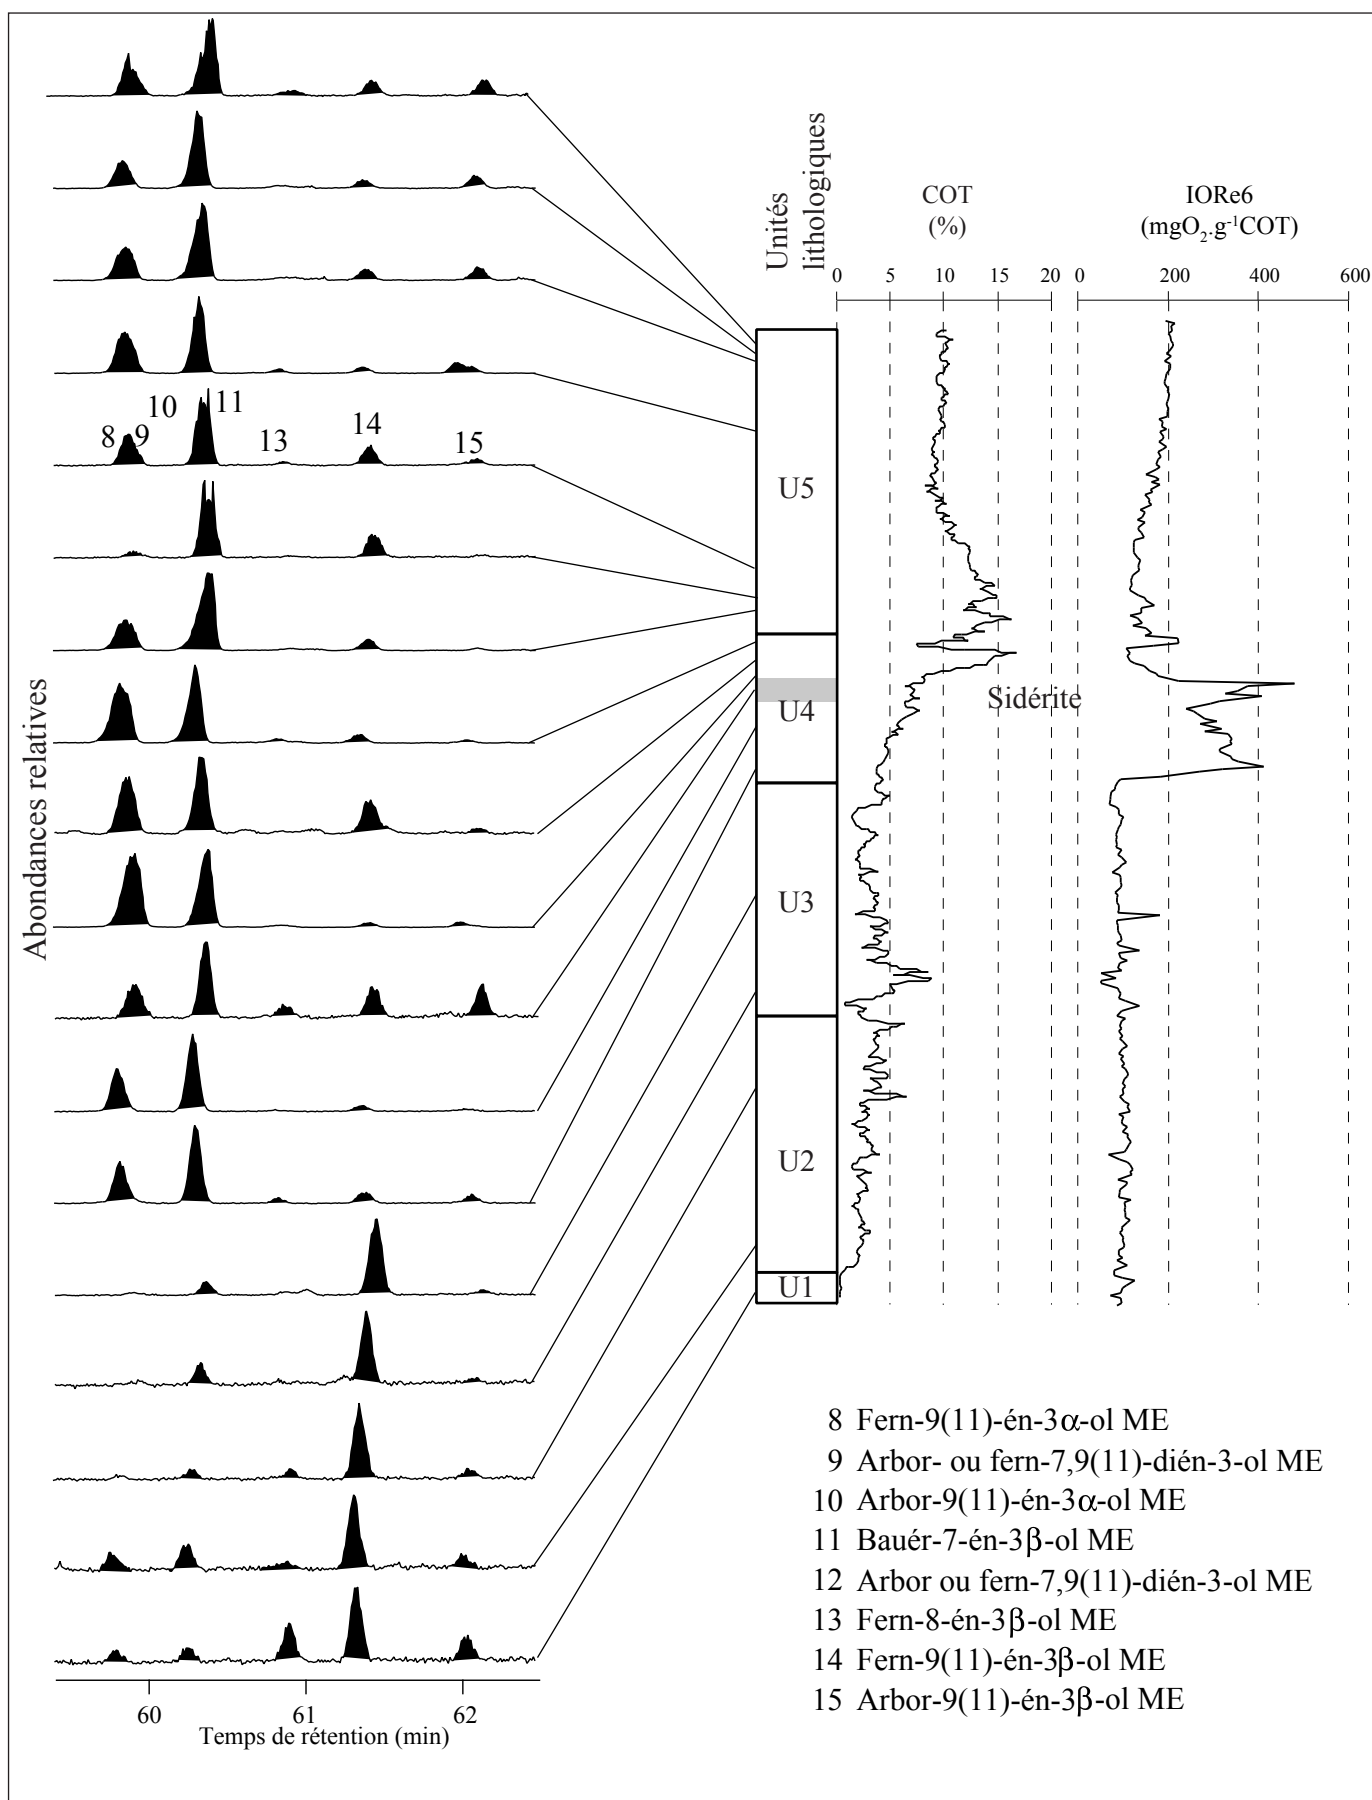 Unités
lithologiques
COT
(%)
IORe6
(mgO₂.g⁻¹COT)
0 5 10 15 20 0 200 400 600
10 11
8 9 13 14 15
U5
Sidérite
U4
Abondances relatives
U3
U2
U1
8 Fern-9(11)-én-3α-ol ME
9 Arbor- ou fern-7,9(11)-dién-3-ol ME
10 Arbor-9(11)-én-3α-ol ME
11 Bauér-7-én-3β-ol ME
12 Arbor ou fern-7,9(11)-dién-3-ol ME
13 Fern-8-én-3β-ol ME
14 Fern-9(11)-én-3β-ol ME
15 Arbor-9(11)-én-3β-ol ME
60 61 62
Temps de rétention (min)